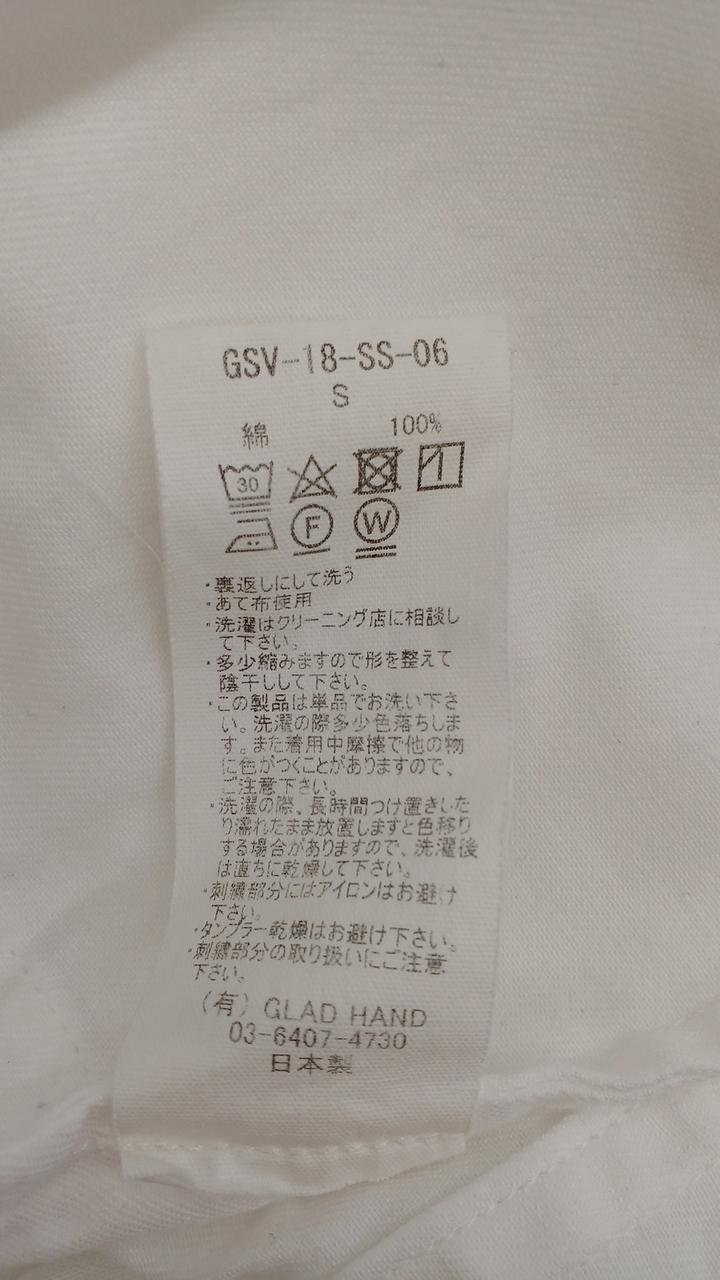 GSV-18-SS-06
S
綿 100%
30
F W
・裏返しにして洗う
・あて布使用
・洗濯はクリーニング店に相談し
て下さい。
・多少縮みますので形を整えて
陰干しして下さい。
・この製品は単品でお洗い下さ
い。洗濯の際多少色落ちしま
す。また着用中摩擦で他の物
に色がつくことがありますので、
ご注意下さい。
・洗濯の際、長時間つけ置きした
り濡れたまま放置しますと色移り
する場合がありますので、洗濯後
は直ちに乾燥して下さい。
・刺繍部分にはアイロンはお避け
下さい。
・タンブラー乾燥はお避け下さい。
・刺繍部分の取り扱いにご注意
下さい。
(有) GLAD HAND
03-6407-4730
日本製